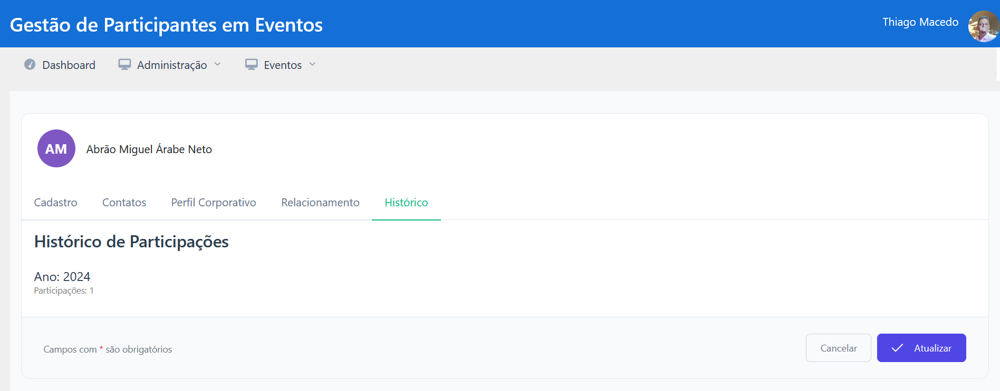 Gestão de Participantes em Eventos
Thiago Macedo
Dashboard
Administração
Eventos
AM
Abrão Miguel Árabe Neto
Cadastro
Contatos
Perfil Corporativo
Relacionamento
Histórico
Histórico de Participações
Ano: 2024
Participações: 1
Campos com * são obrigatórios
Cancelar
Atualizar